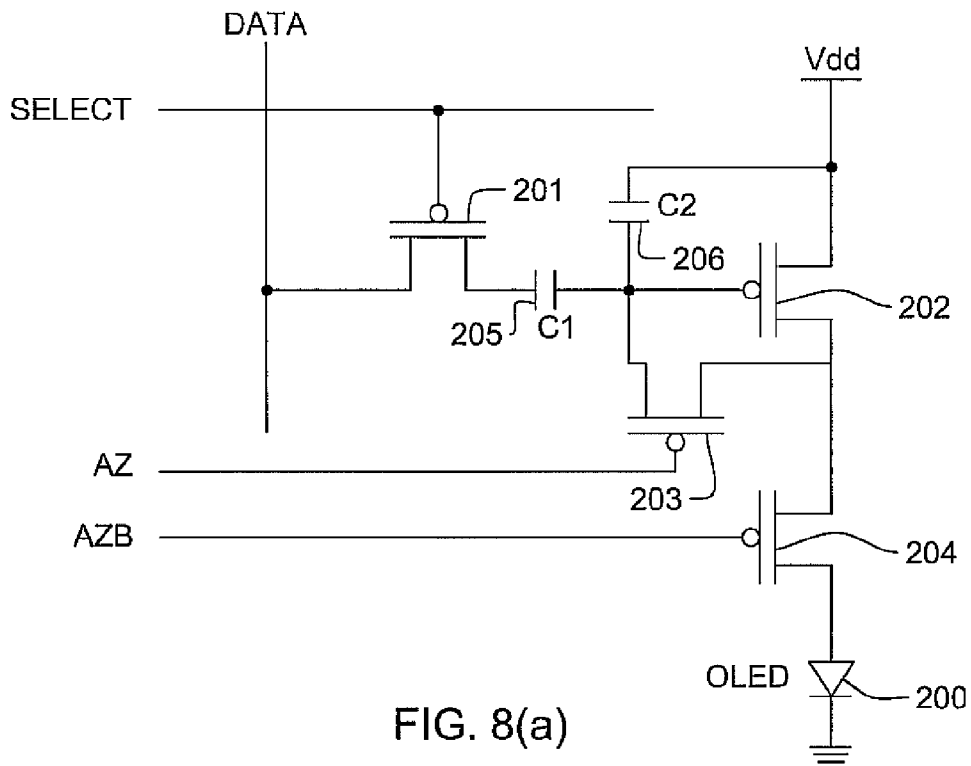 DATA
Vdd
SELECT
201
C2
206
202
205
C1
AZ
203
AZB
204
OLED
200
FIG. 8(a)